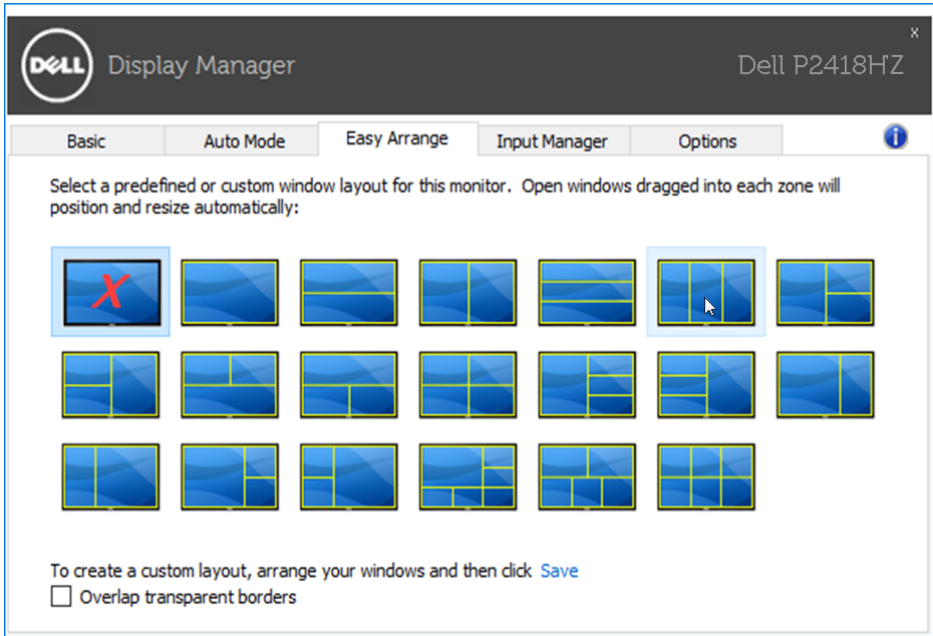 x
DELL
Display Manager
Dell P2418HZ
Basic
Auto Mode
Easy Arrange
Input Manager
Options
i
Select a predefined or custom window layout for this monitor. Open windows dragged into each zone will
position and resize automatically:
X
To create a custom layout, arrange your windows and then click Save
Overlap transparent borders